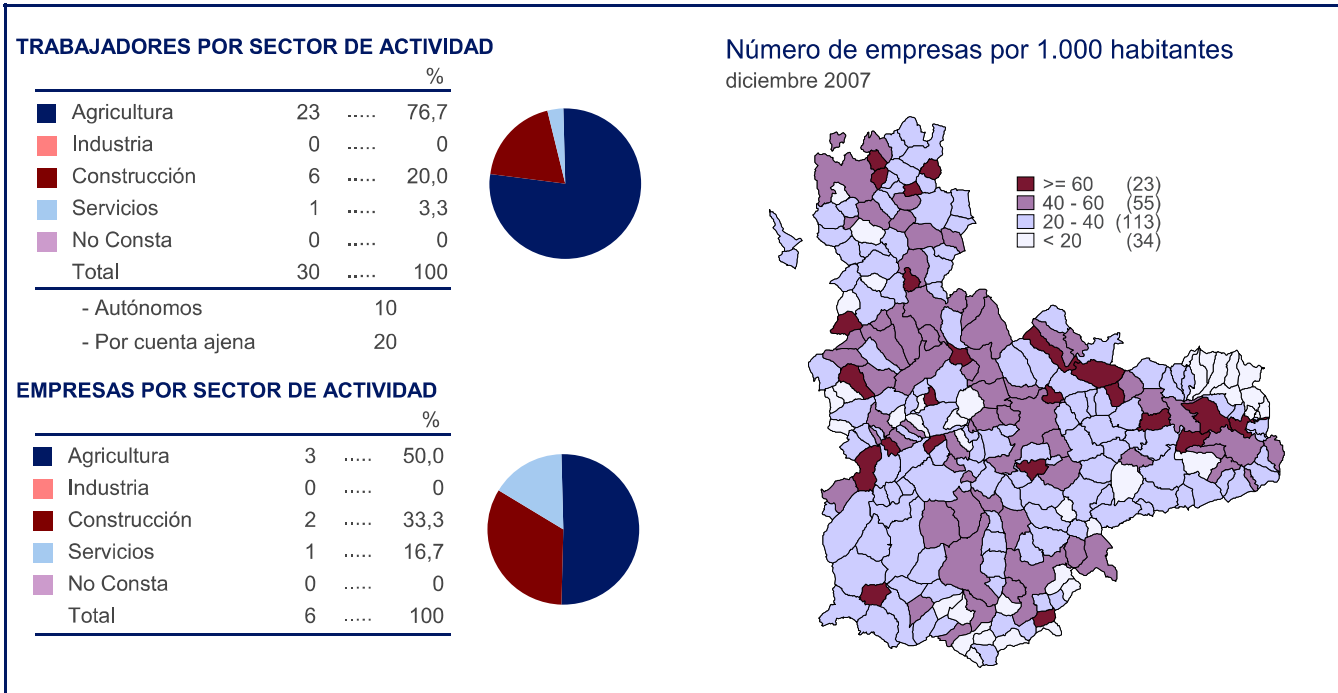 TRABAJADORES POR SECTOR DE ACTIVIDAD
%
Agricultura 23 ..... 76,7
Industria 0 ..... 0
Construcción 6 ..... 20,0
Servicios 1 ..... 3,3
No Consta 0 ..... 0
Total 30 ..... 100
- Autónomos 10
- Por cuenta ajena 20
EMPRESAS POR SECTOR DE ACTIVIDAD
%
Agricultura 3 ..... 50,0
Industria 0 ..... 0
Construcción 2 ..... 33,3
Servicios 1 ..... 16,7
No Consta 0 ..... 0
Total 6 ..... 100
Número de empresas por 1.000 habitantes
diciembre 2007
>= 60 (23)
40 - 60 (55)
20 - 40 (113)
< 20 (34)